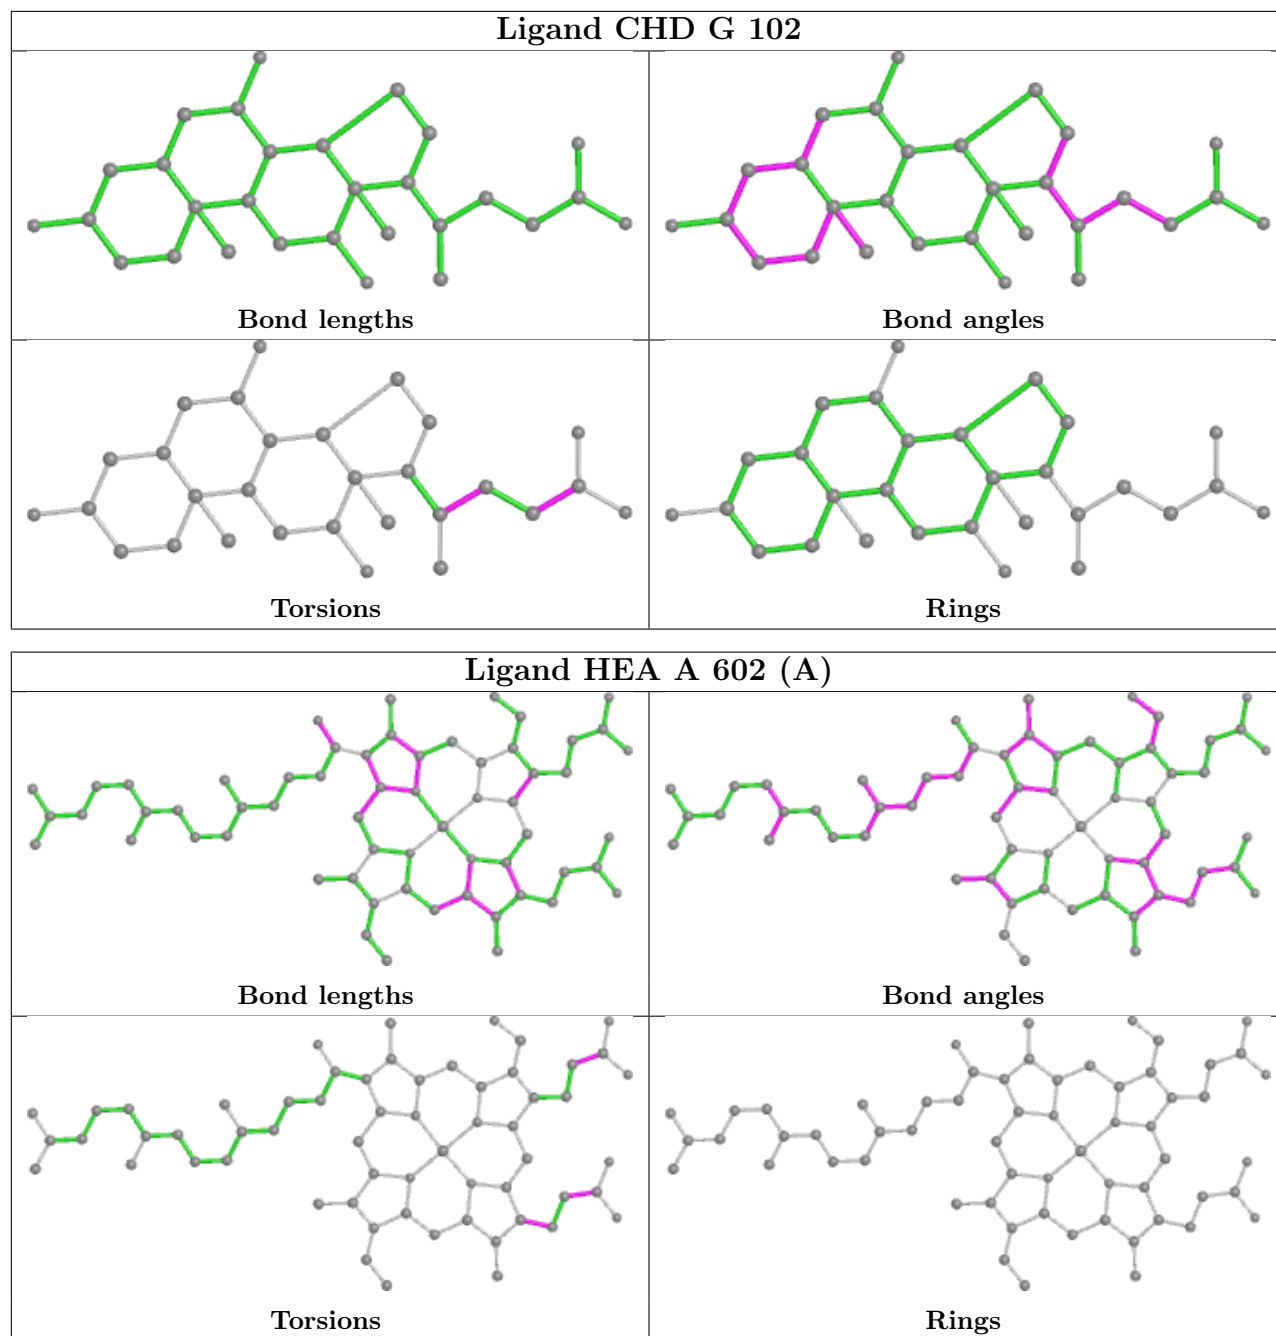 Ligand CHD G 102
Bond lengths
Bond angles
Torsions
Rings
Ligand HEA A 602 (A)
Bond lengths
Bond angles
Torsions
Rings